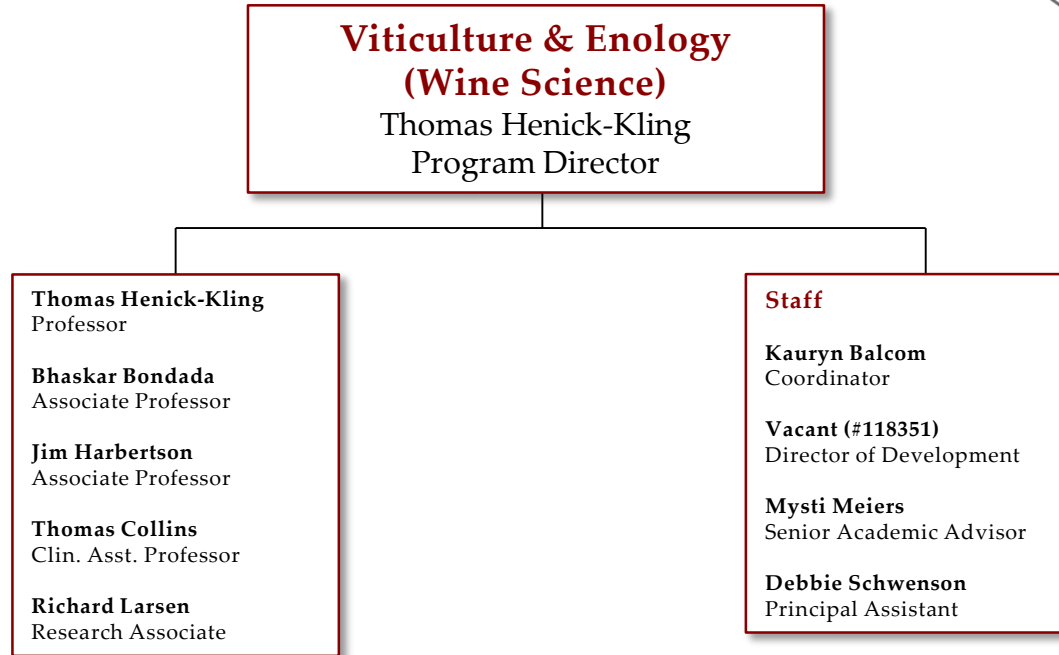 Viticulture & Enology
(Wine Science)
Thomas Henick-Kling
Program Director
Thomas Henick-Kling
Professor
Bhaskar Bondada
Associate Professor
Jim Harbertson
Associate Professor
Thomas Collins
Clin. Asst. Professor
Richard Larsen
Research Associate
Staff
Kauryn Balcom
Coordinator
Vacant (#118351)
Director of Development
Mysti Meiers
Senior Academic Advisor
Debbie Schwenson
Principal Assistant